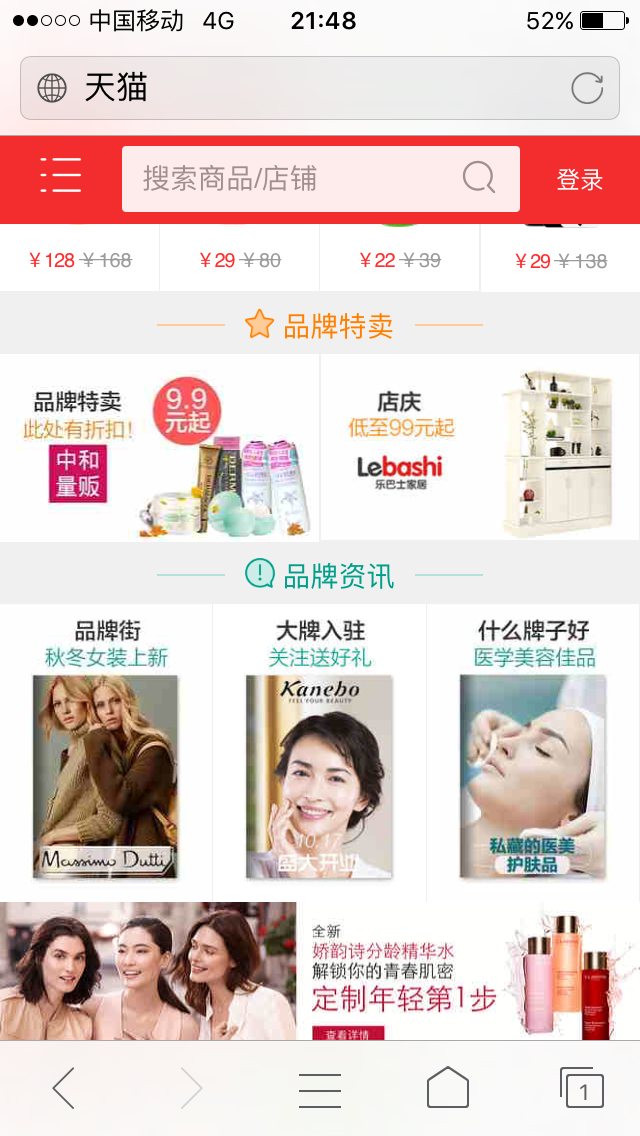 中国移动 4G 21:48 52%
天猫
搜索商品/店铺 登录
￥128 ￥168 ￥29 ￥80 ￥22 ￥39 ￥29 ￥138
品牌特卖
品牌特卖
此处有折扣!
中和
量贩
9.9
元起
店庆
低至99元起
Lebashi
乐巴士家居
品牌资讯
品牌街
秋冬女装上新
Massimo Dutti
大牌入驻
关注送好礼
Kanebo
FEEL YOUR BEAUTY
10.17
盛大开业
什么牌子好
医学美容佳品
私藏的医美
护肤品
全新
娇韵诗分龄精华水
解锁你的青春肌密
定制年轻第1步
查看详情
1